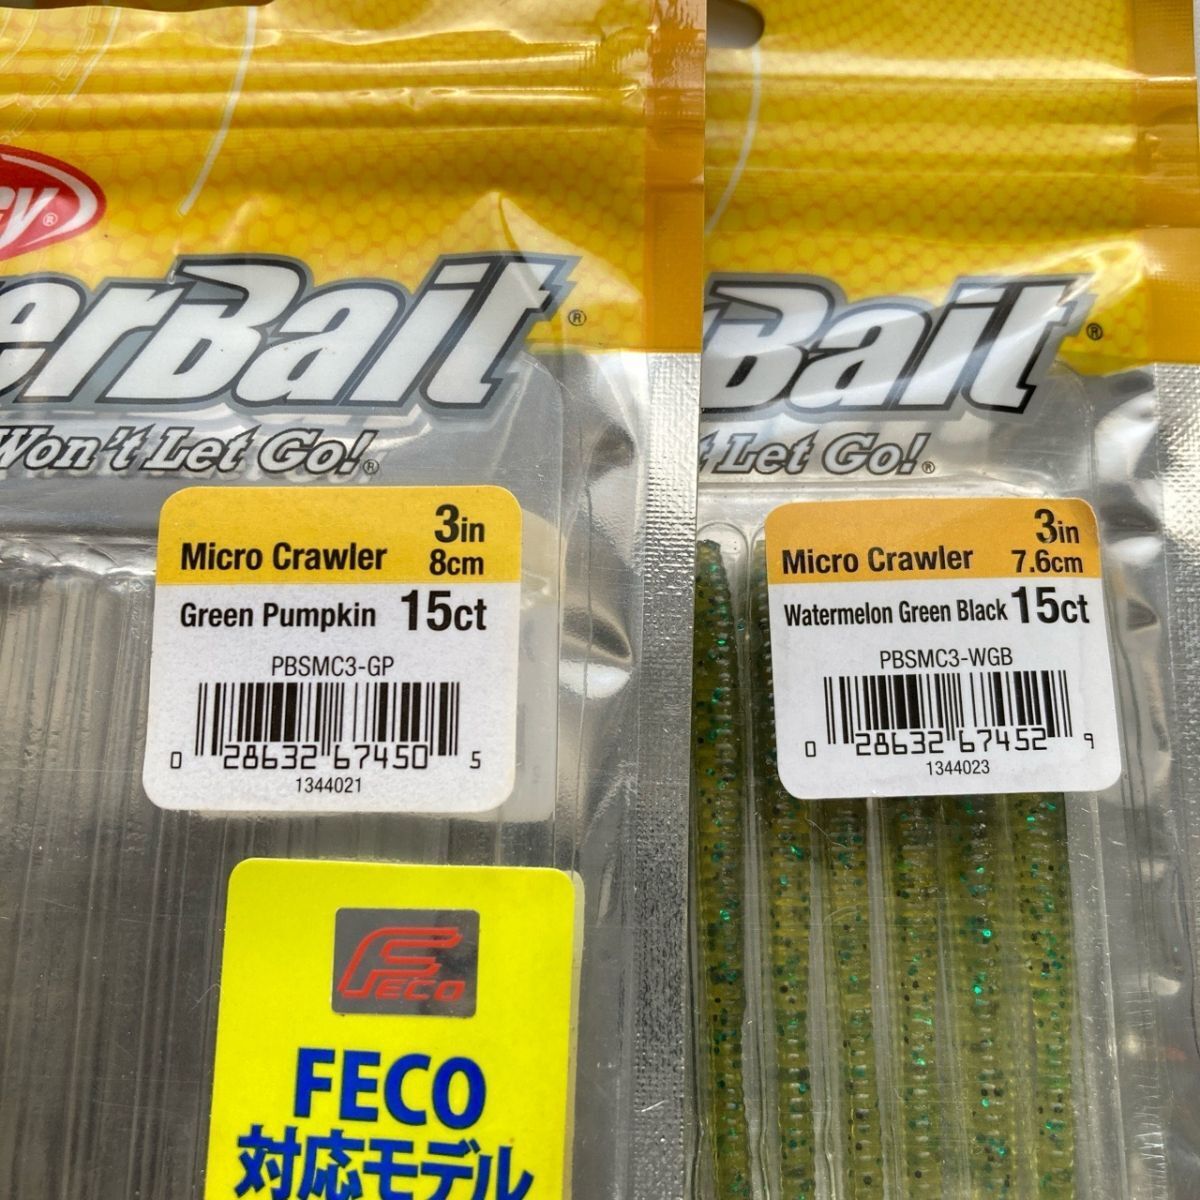 cy®
erBait®
Won't Let Go!®
3in
Micro Crawler 8cm
Green Pumpkin 15ct
PBSMC3-GP
0 28632 67450 5
1344021
FECO
FECO
対応モデル
Bait®
t Let Go!®
3in
Micro Crawler 7.6cm
Watermelon Green Black 15ct
PBSMC3-WGB
0 28632 67452 9
1344023